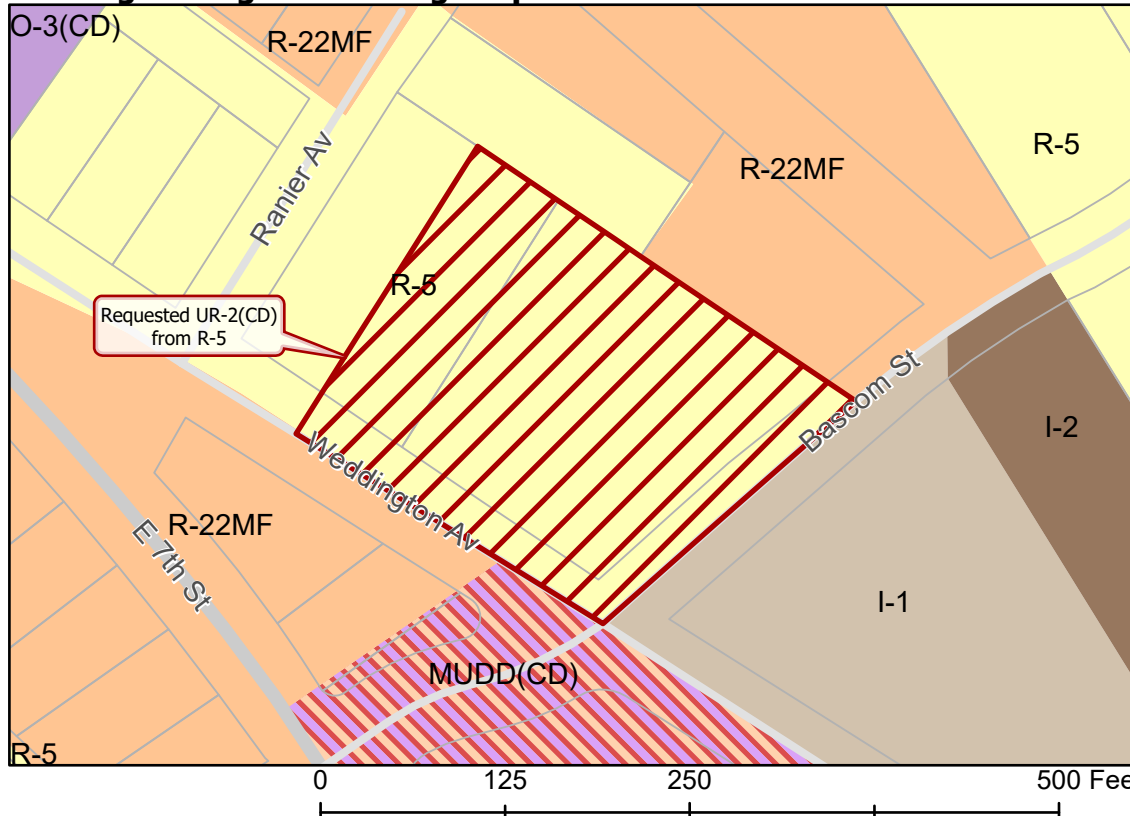 O-3(CD)
R-22MF
Ranier Av
R-22MF
R-5
R-5
Requested UR-2(CD)
from R-5
Bascom St
I-2
Weddington Av
R-22MF
E 7th St
I-1
MUDD(CD)
R-5
0 125 250 500 Fee